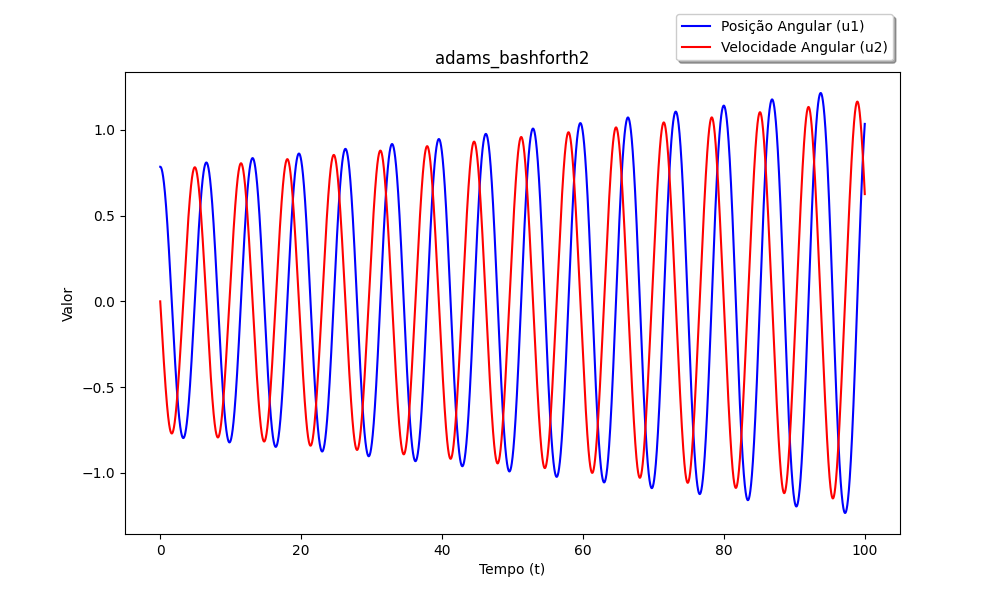 Posição Angular (u1)
Velocidade Angular (u2)
adams_bashforth2
Valor
1.0
0.5
0.0
−0.5
−1.0
0
20
40
60
80
100
Tempo (t)